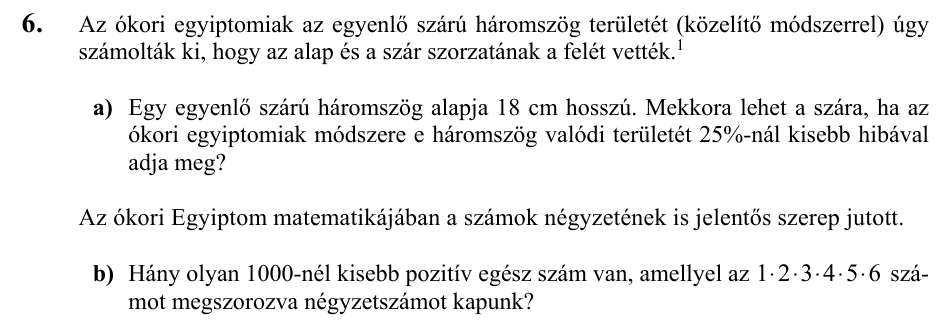 6. Az ókori egyiptomiak az egyenlő szárú háromszög területét (közelítő módszerrel) úgy
számolták ki, hogy az alap és a szár szorzatának a felét vették.¹
a) Egy egyenlő szárú háromszög alapja 18 cm hosszú. Mekkora lehet a szára, ha az
ókori egyiptomiak módszere e háromszög valódi területét 25%-nál kisebb hibával
adja meg?
Az ókori Egyiptom matematikájában a számok négyzetének is jelentős szerep jutott.
b) Hány olyan 1000-nél kisebb pozitív egész szám van, amellyel az 1·2·3·4·5·6 szá-
mot megszorozva négyzetszámot kapunk?